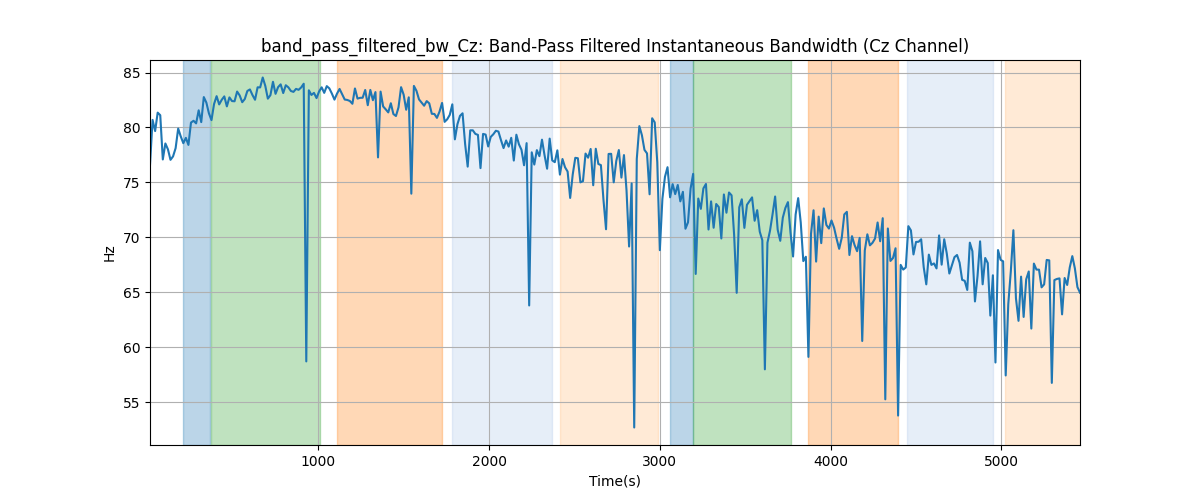 band_pass_filtered_bw_Cz: Band-Pass Filtered Instantaneous Bandwidth (Cz Channel)
85
80
75
70
65
60
55
Hz
1000 2000 3000 4000 5000
Time(s)